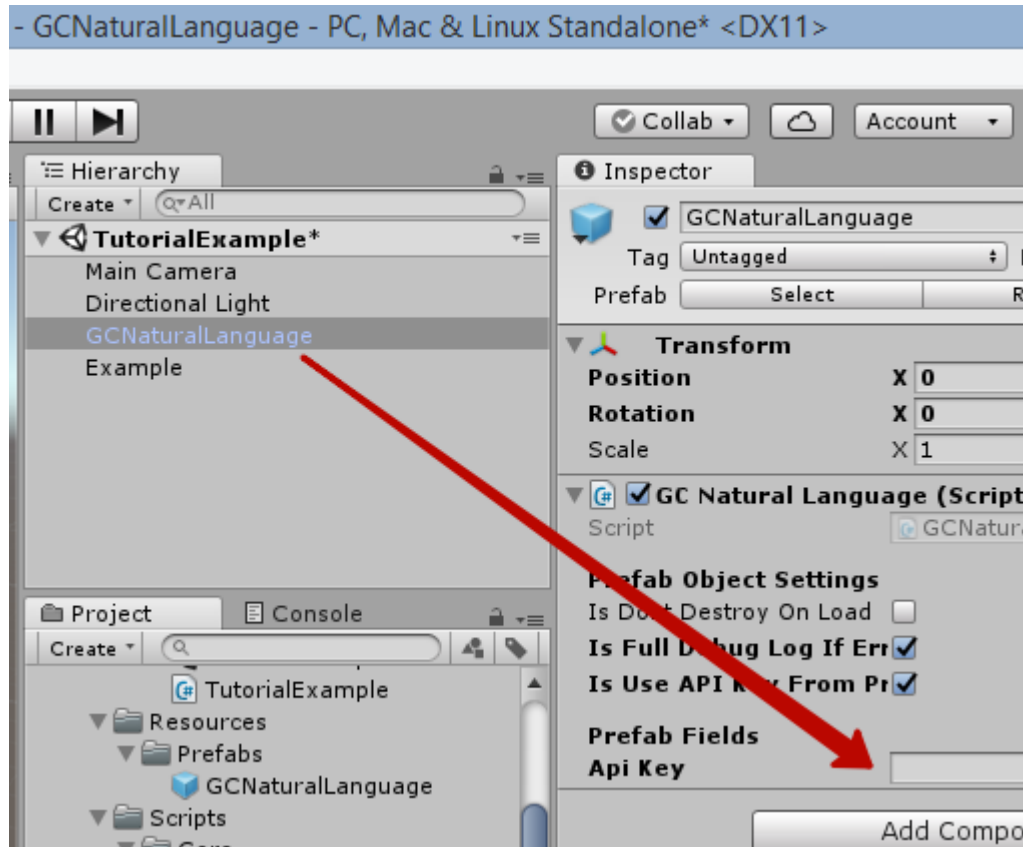 - GCNaturalLanguage - PC, Mac & Linux Standalone* <DX11>
Collab
Account
Hierarchy
Create
All
TutorialExample*
Main Camera
Directional Light
GCNaturalLanguage
Example
Project
Console
Create
TutorialExample
Resources
Prefabs
GCNaturalLanguage
Scripts
Inspector
GCNaturalLanguage
Tag Untagged
Prefab Select
Transform
Position X 0
Rotation X 0
Scale X 1
GC Natural Language (Script
Script GCNatur
Prefab Object Settings
Is Dont Destroy On Load
Is Full Debug Log If Err
Is Use API Key From Pr
Prefab Fields
Api Key
Add Compo